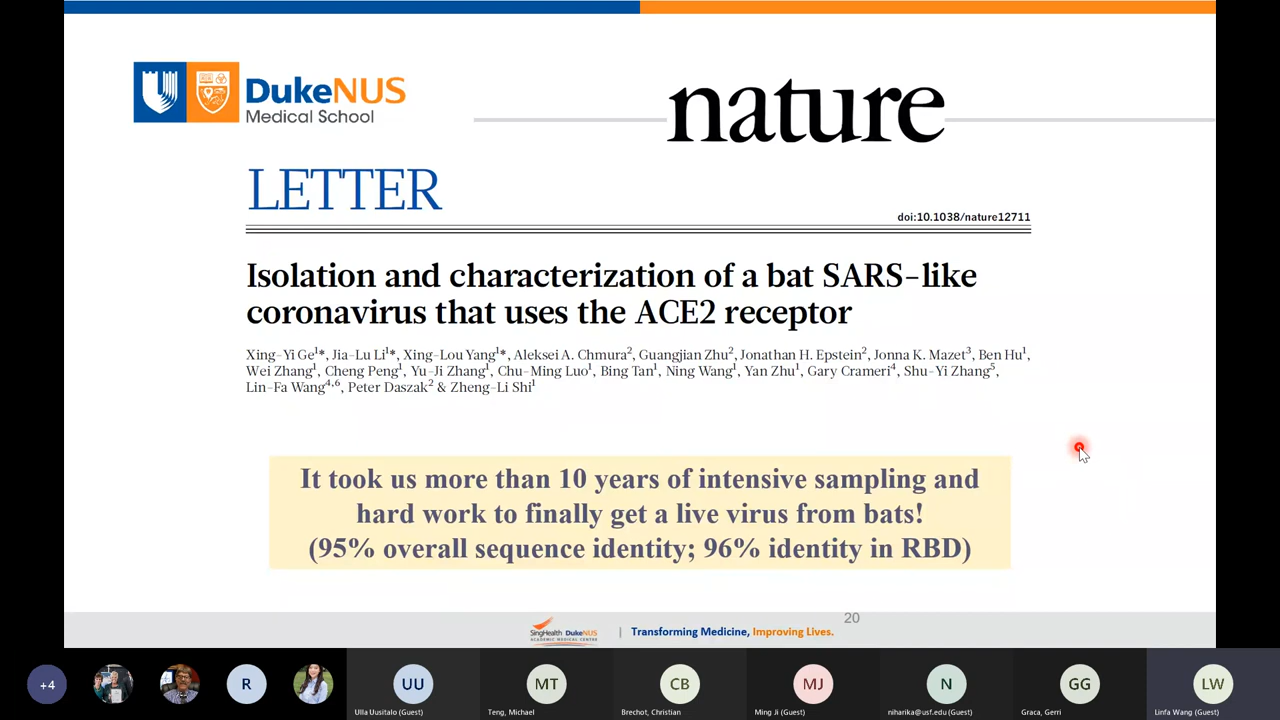 DukeNUS
Medical School
nature
LETTER
doi:10.1038/nature12711
Isolation and characterization of a bat SARS-like
coronavirus that uses the ACE2 receptor
Xing-Yi Ge1*, Jia-Lu Li1*, Xing-Lou Yang1*, Aleksei A. Chmura2, Guangjian Zhu2, Jonathan H. Epstein2, Jonna K. Mazet3, Ben Hu1,
Wei Zhang1, Cheng Peng1, Yu-Ji Zhang1, Chu-Ming Luo1, Bing Tan1, Ning Wang1, Yan Zhu1, Gary Crameri4, Shu-Yi Zhang5,
Lin-Fa Wang4,6, Peter Daszak2 & Zheng-Li Shi1
It took us more than 10 years of intensive sampling and
hard work to finally get a live virus from bats!
(95% overall sequence identity; 96% identity in RBD)
20
SingHealth DukeNUS
ACADEMIC MEDICAL CENTRE
| Transforming Medicine, Improving Lives.
+4
R
UU
MT
CB
MJ
N
GG
LW
Ulla Uusitalo (Guest)
Teng, Michael
Brechot, Christian
Ming Ji (Guest)
niharika@usf.edu (Guest)
Graca, Gerri
Linfa Wang (Guest)